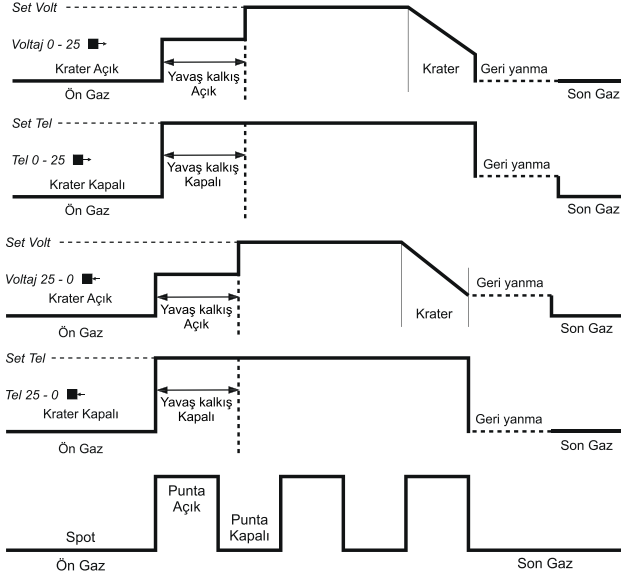 Set Volt
Voltaj 0 - 25
Krater Açık
Yavaş kalkış
Açık
Krater
Geri yanma
Ön Gaz
Son Gaz
Set Tel
Tel 0 - 25
Krater Kapalı
Yavaş kalkış
Kapalı
Geri yanma
Ön Gaz
Son Gaz
Set Volt
Voltaj 25 - 0
Krater Açık
Yavaş kalkış
Açık
Krater
Geri yanma
Ön Gaz
Son Gaz
Set Tel
Tel 25 - 0
Krater Kapalı
Yavaş kalkış
Kapalı
Geri yanma
Ön Gaz
Son Gaz
Punta
Açık
Punta
Kapalı
Spot
Ön Gaz
Son Gaz